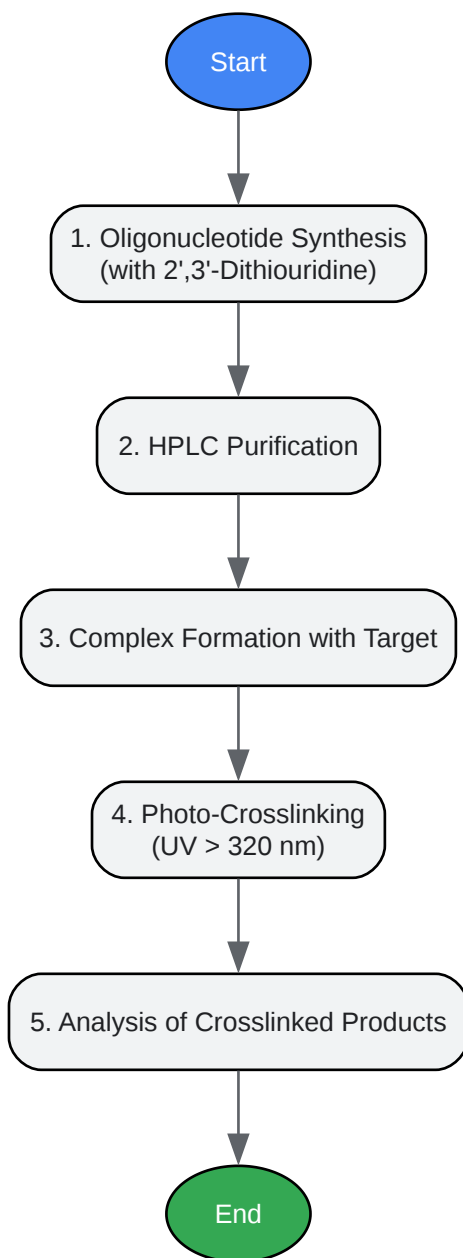 Start
1. Oligonucleotide Synthesis
(with 2',3'-Dithiouridine)
2. HPLC Purification
3. Complex Formation with Target
4. Photo-Crosslinking
(UV > 320 nm)
5. Analysis of Crosslinked Products
End